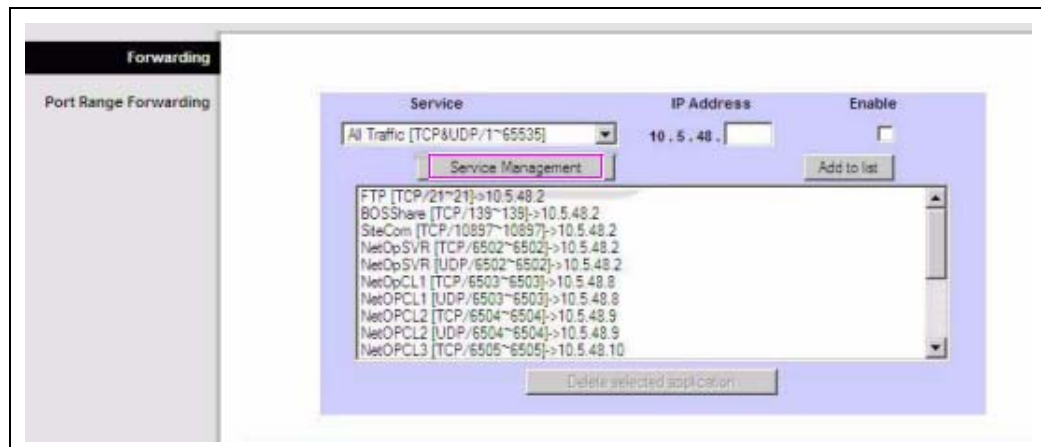 Forwarding
Port Range Forwarding
Service IP Address Enable
All Traffic [TCP&UDP/1~65535] 10 . 5 . 48 .
Service Management Add to list
FTP [TCP/21~21]->10.5.48.2
BOSShare [TCP/139~139]->10.5.48.2
SiteCom [TCP/10897~10897]->10.5.48.2
NetOpSVR [TCP/6502~6502]->10.5.48.2
NetOpSVR [UDP/6502~6502]->10.5.48.2
NetOpCL1 [TCP/6503~6503]->10.5.48.8
NetOPCL1 [UDP/6503~6503]->10.5.48.8
NetOPCL2 [TCP/6504~6504]->10.5.48.9
NetOPCL2 [UDP/6504~6504]->10.5.48.9
NetOPCL3 [TCP/6505~6505]->10.5.48.10
Delete selected application